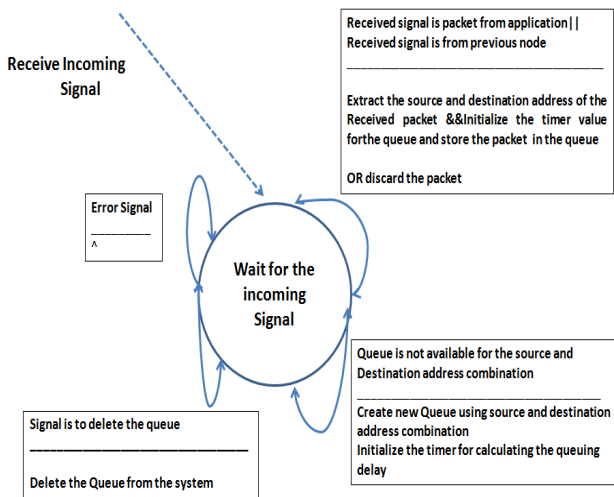 Receive Incoming
Signal
Received signal is packet from application||
Received signal is from previous node
Extract the source and destination address of the
Received packet &&Initialize the timer value
forthe queue and store the packet in the queue
OR discard the packet
Error Signal
^
Wait for the
incoming
Signal
Queue is not available for the source and
Destination address combination
Create new Queue using source and destination
address combination
Initialize the timer for calculating the queuing
delay
Signal is to delete the queue
Delete the Queue from the system